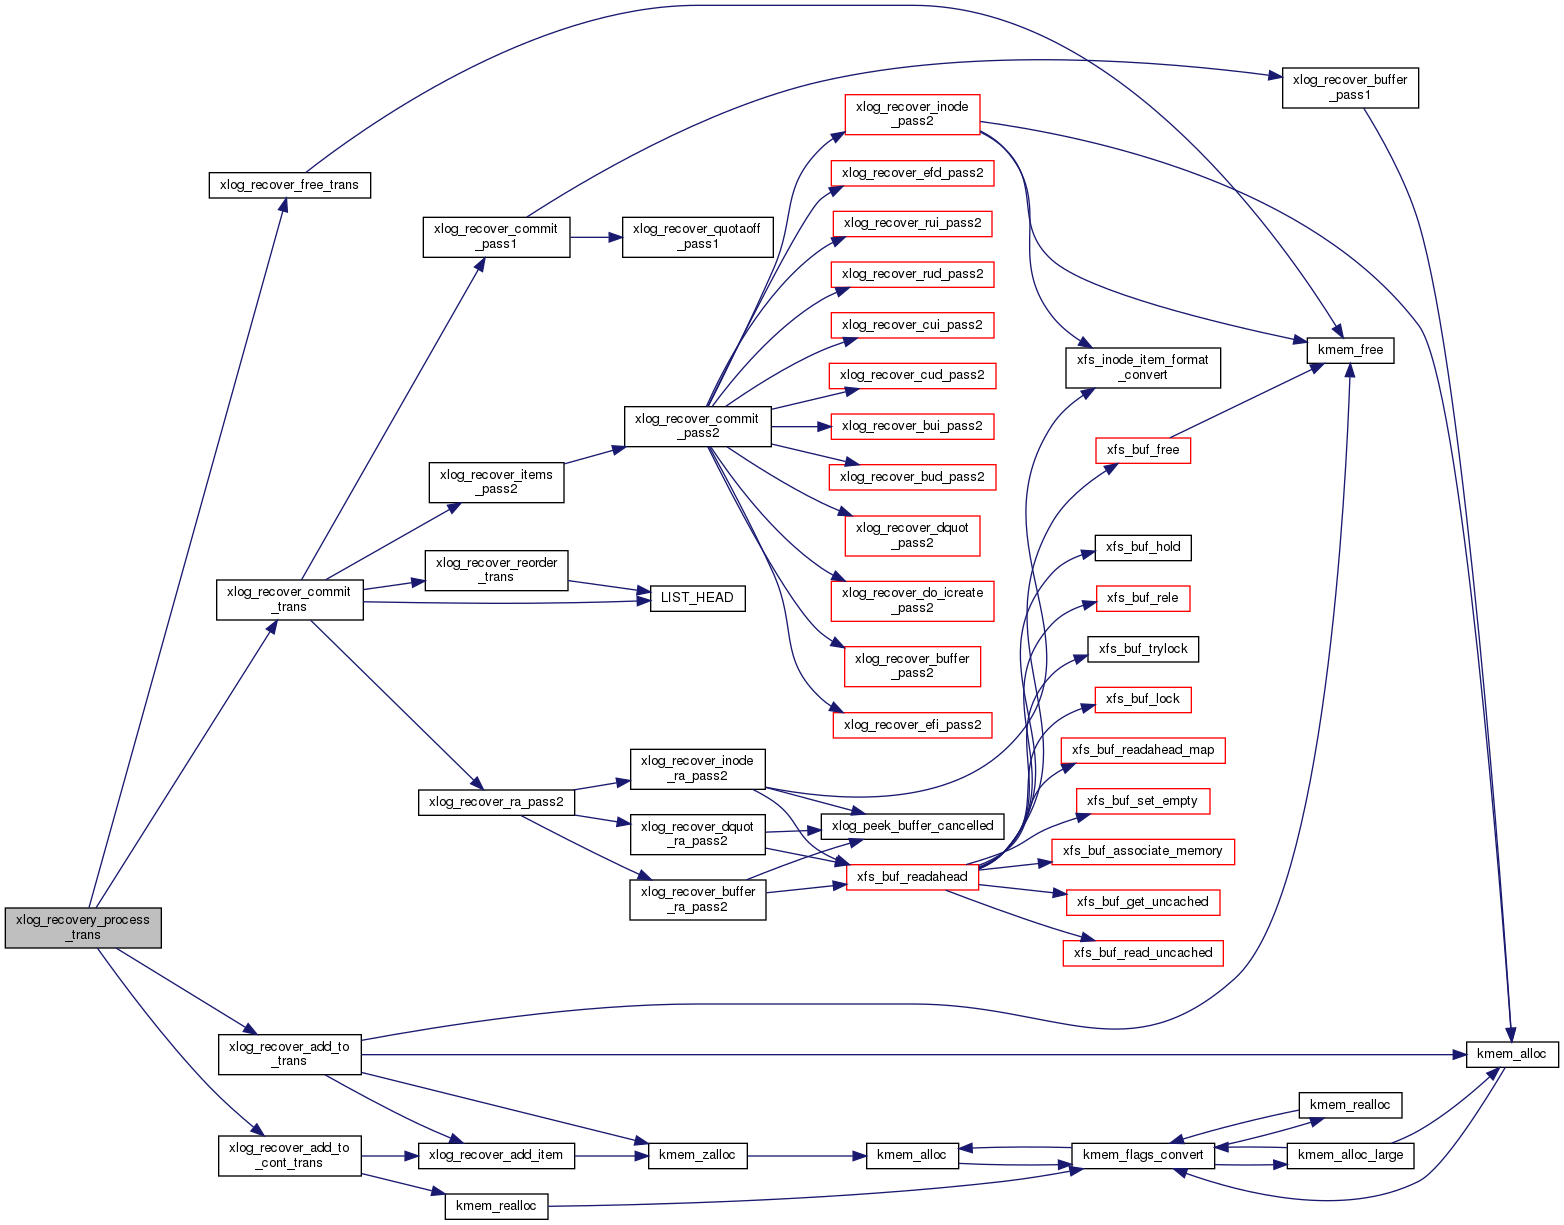 xlog_recovery_process
_trans
xlog_recover_free_trans
xlog_recover_commit
_trans
xlog_recover_add_to
_trans
xlog_recover_add_to
_cont_trans
xlog_recover_commit
_pass1
xlog_recover_items
_pass2
xlog_recover_reorder
_trans
xlog_recover_ra_pass2
xlog_recover_add_item
kmem_realloc
xlog_recover_quotaoff
_pass1
xlog_recover_commit
_pass2
LIST_HEAD
xlog_recover_inode
_ra_pass2
xlog_recover_dquot
_ra_pass2
xlog_recover_buffer
_ra_pass2
kmem_zalloc
xlog_recover_inode
_pass2
xlog_recover_efd_pass2
xlog_recover_rui_pass2
xlog_recover_rud_pass2
xlog_recover_cui_pass2
xlog_recover_cud_pass2
xlog_recover_bui_pass2
xlog_recover_bud_pass2
xlog_recover_dquot
_pass2
xlog_recover_do_icreate
_pass2
xlog_recover_buffer
_pass2
xlog_recover_efi_pass2
xlog_peek_buffer_cancelled
xfs_buf_readahead
kmem_alloc
xfs_inode_item_format
_convert
xfs_buf_free
xfs_buf_hold
xfs_buf_rele
xfs_buf_trylock
xfs_buf_lock
xfs_buf_readahead_map
xfs_buf_set_empty
xfs_buf_associate_memory
xfs_buf_get_uncached
xfs_buf_read_uncached
kmem_flags_convert
xlog_recover_buffer
_pass1
kmem_free
kmem_realloc
kmem_alloc_large
kmem_alloc